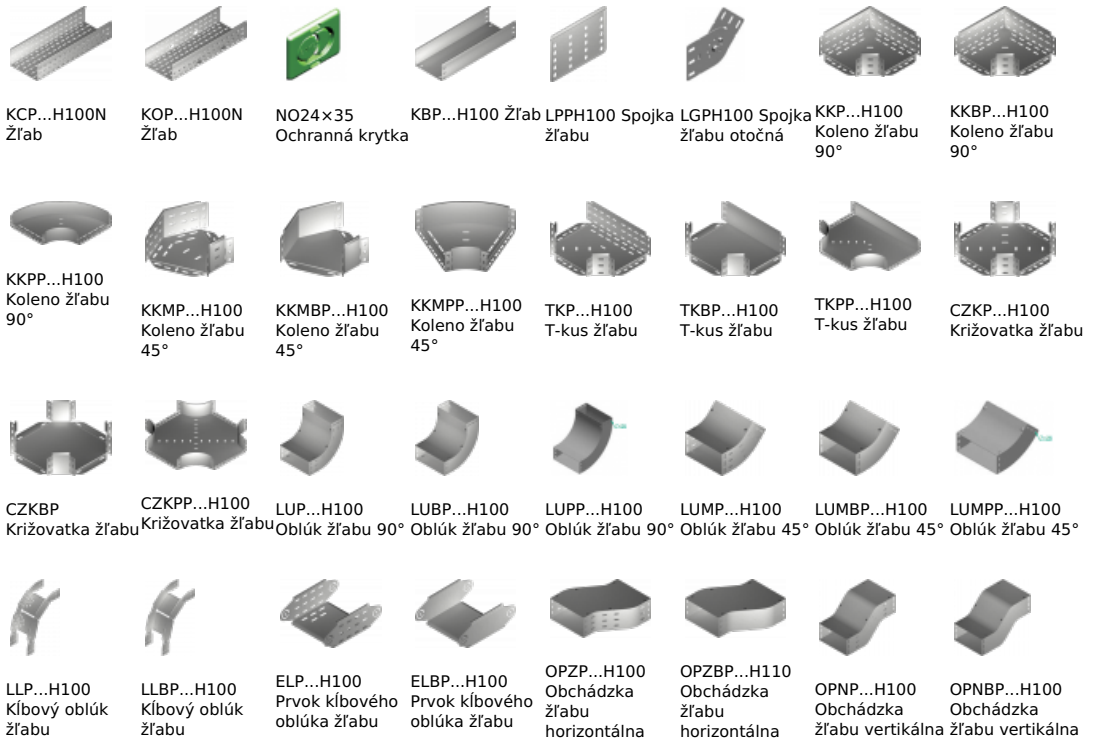 KCP...H100N
Žľab
KOP...H100N
Žľab
NO24×35
Ochranná krytka
KBP...H100 Žľab
LPPH100 Spojka
žľabu
LGPH100 Spojka
žľabu otočná
KKP...H100
Koleno žľabu
90°
KKBP...H100
Koleno žľabu
90°
KKPP...H100
Koleno žľabu
90°
KKMP...H100
Koleno žľabu
45°
KKMBP...H100
Koleno žľabu
45°
KKMPP...H100
Koleno žľabu
45°
TKP...H100
T-kus žľabu
TKBP...H100
T-kus žľabu
TKPP...H100
T-kus žľabu
CZKP...H100
Križovatka žľabu
CZKBP
Križovatka žľabu
CZKPP...H100
Križovatka žľabu
LUP...H100
Oblúk žľabu 90°
LUBP...H100
Oblúk žľabu 90°
LUPP...H100
Oblúk žľabu 90°
LUMP...H100
Oblúk žľabu 45°
LUMBP...H100
Oblúk žľabu 45°
LUMPP...H100
Oblúk žľabu 45°
LLP...H100
Kĺbový oblúk
žľabu
LLBP...H100
Kĺbový oblúk
žľabu
ELP...H100
Prvok kĺbového
oblúka žľabu
ELBP...H100
Prvok kĺbového
oblúka žľabu
OPZP...H100
Obchádzka
žľabu
horizontálna
OPZBP...H110
Obchádzka
žľabu
horizontálna
OPNP...H100
Obchádzka
žľabu vertikálna
OPNBP...H100
Obchádzka
žľabu vertikálna